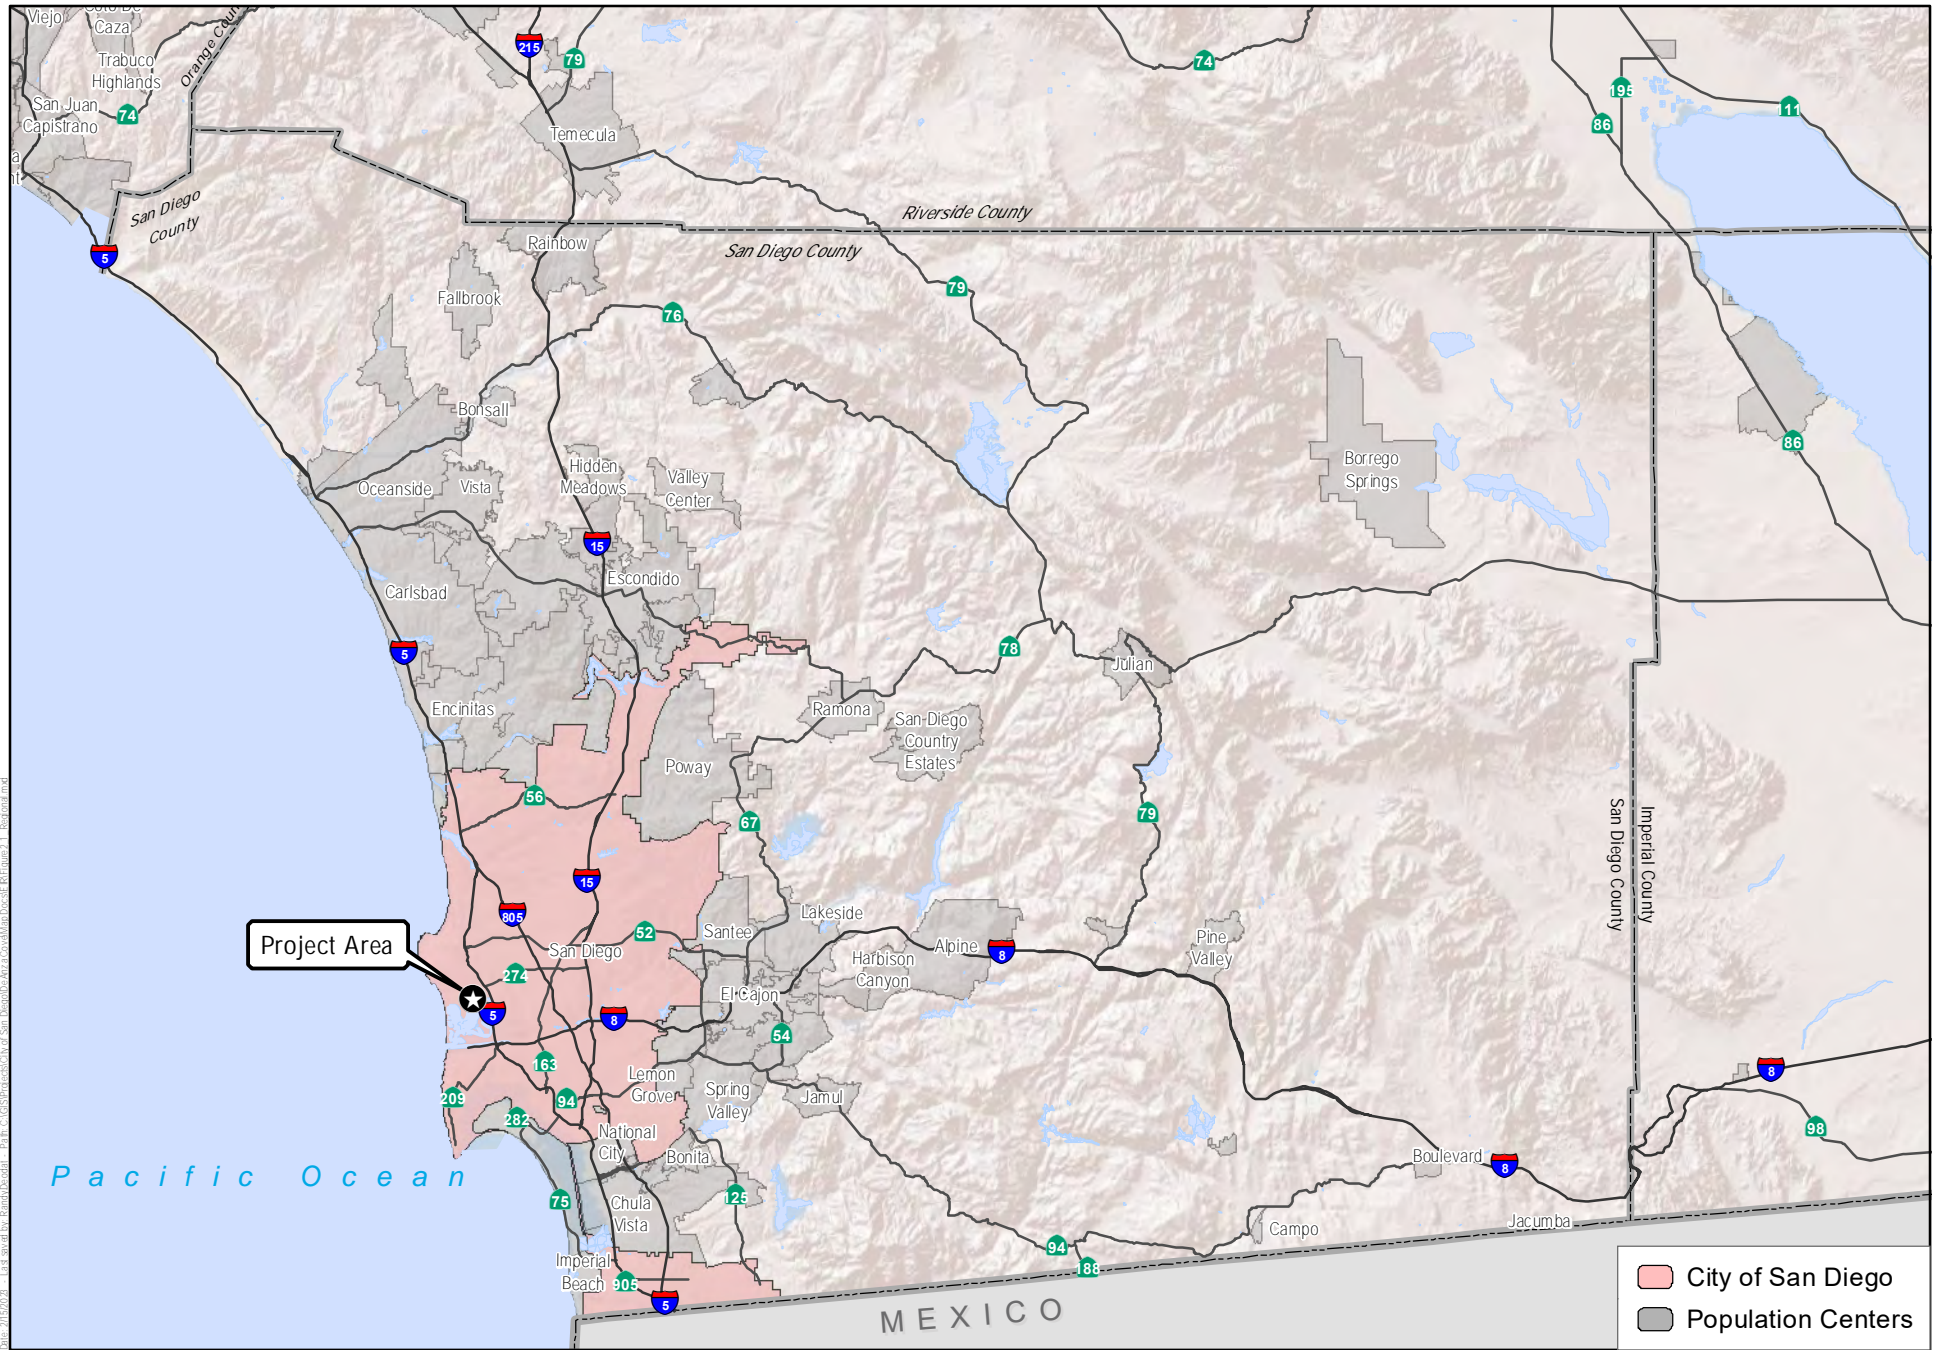 Viejo
Coto De
Caza
Trabuco
Highlands
Orange County
San Juan
Capistrano
74
215
79
Temecula
74
195
86
111
San Diego
County
5
Riverside County
San Diego County
Rainbow
Fallbrook
76
79
Bonsall
Oceanside
Vista
Hidden
Meadows
Valley
Center
Borrego
Springs
86
15
Escondido
Carlsbad
5
78
Julian
Encinitas
Ramona
San Diego
Country
Estates
Poway
56
67
79
San Diego County
Imperial County
15
805
Lakeside
52
Santee
San Diego
Alpine
8
Pine
Valley
Harbison
Canyon
Project Area
274
El Cajon
5
8
54
163
Lemon
Grove
Spring
Valley
Jamul
8
209
94
282
98
National
City
Bonita
Boulevard
8
Pacific Ocean
75
125
Chula
Vista
Jacumba
Campo
94
188
Imperial
Beach
905
5
MEXICO
City of San Diego
Population Centers